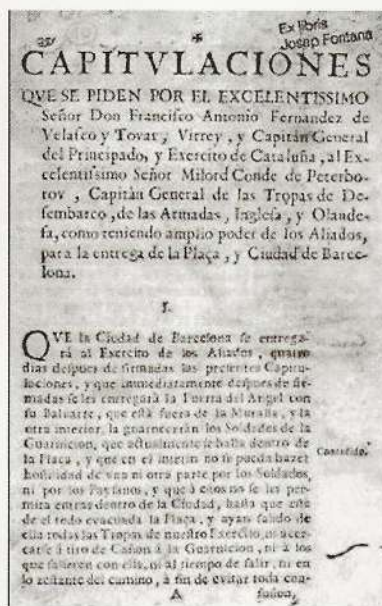 Ex libris
Josep Fontana
✠
CAPITVLACIONES
QVE SE PIDEN POR EL EXCELENTISSIMO
Señor Don Francisco Antonio Fernandez de
Velasco y Tovar, Virrey, y Capitán General
del Principado, y Exercito de Cataluña, al Ex-
celentissimo Señor Milord Conde de Peterbo-
rov, Capitán General de las Tropas de De-
sembarco, de las Armadas, Inglesa, y Olande-
sa, como teniendo amplio poder de los Aliados,
para la entrega de la Plaça, y Ciudad de Barce-
lona.
I.
QVE la Ciudad de Barcelona se entrega-
rá al Exercito de los Aliados, quatro
dias despues de firmadas las presentes Capitu-
laciones, y que immediatamente despues de fir-
madas se les entregará la Puerta del Angel con
su Baluarte, que està fuera de la Muralla, y la
otra interior, la guarnecerán los Soldados de la
Guarnicion, que actualmente se halla dentro de
la Plaça, y que en el interin no se pueda hazer
hostilidad de vna ni otra parte por los Soldados,
ni por los Paysanos, y que à estos no se les per-
mita entrar dentro de la Ciudad, hasta que estè
de el todo evacuada la Plaça, y ayan salido de
ella todas las Tropas de nuestro Exercito, ni acer-
carse à tiro de Cañon à la Guarnicion, ni à los
que salieren con ella, ni al tiempo de salir, ni en
lo restante del camino, à fin de evitar toda con-
A
fusion,
Concedido.